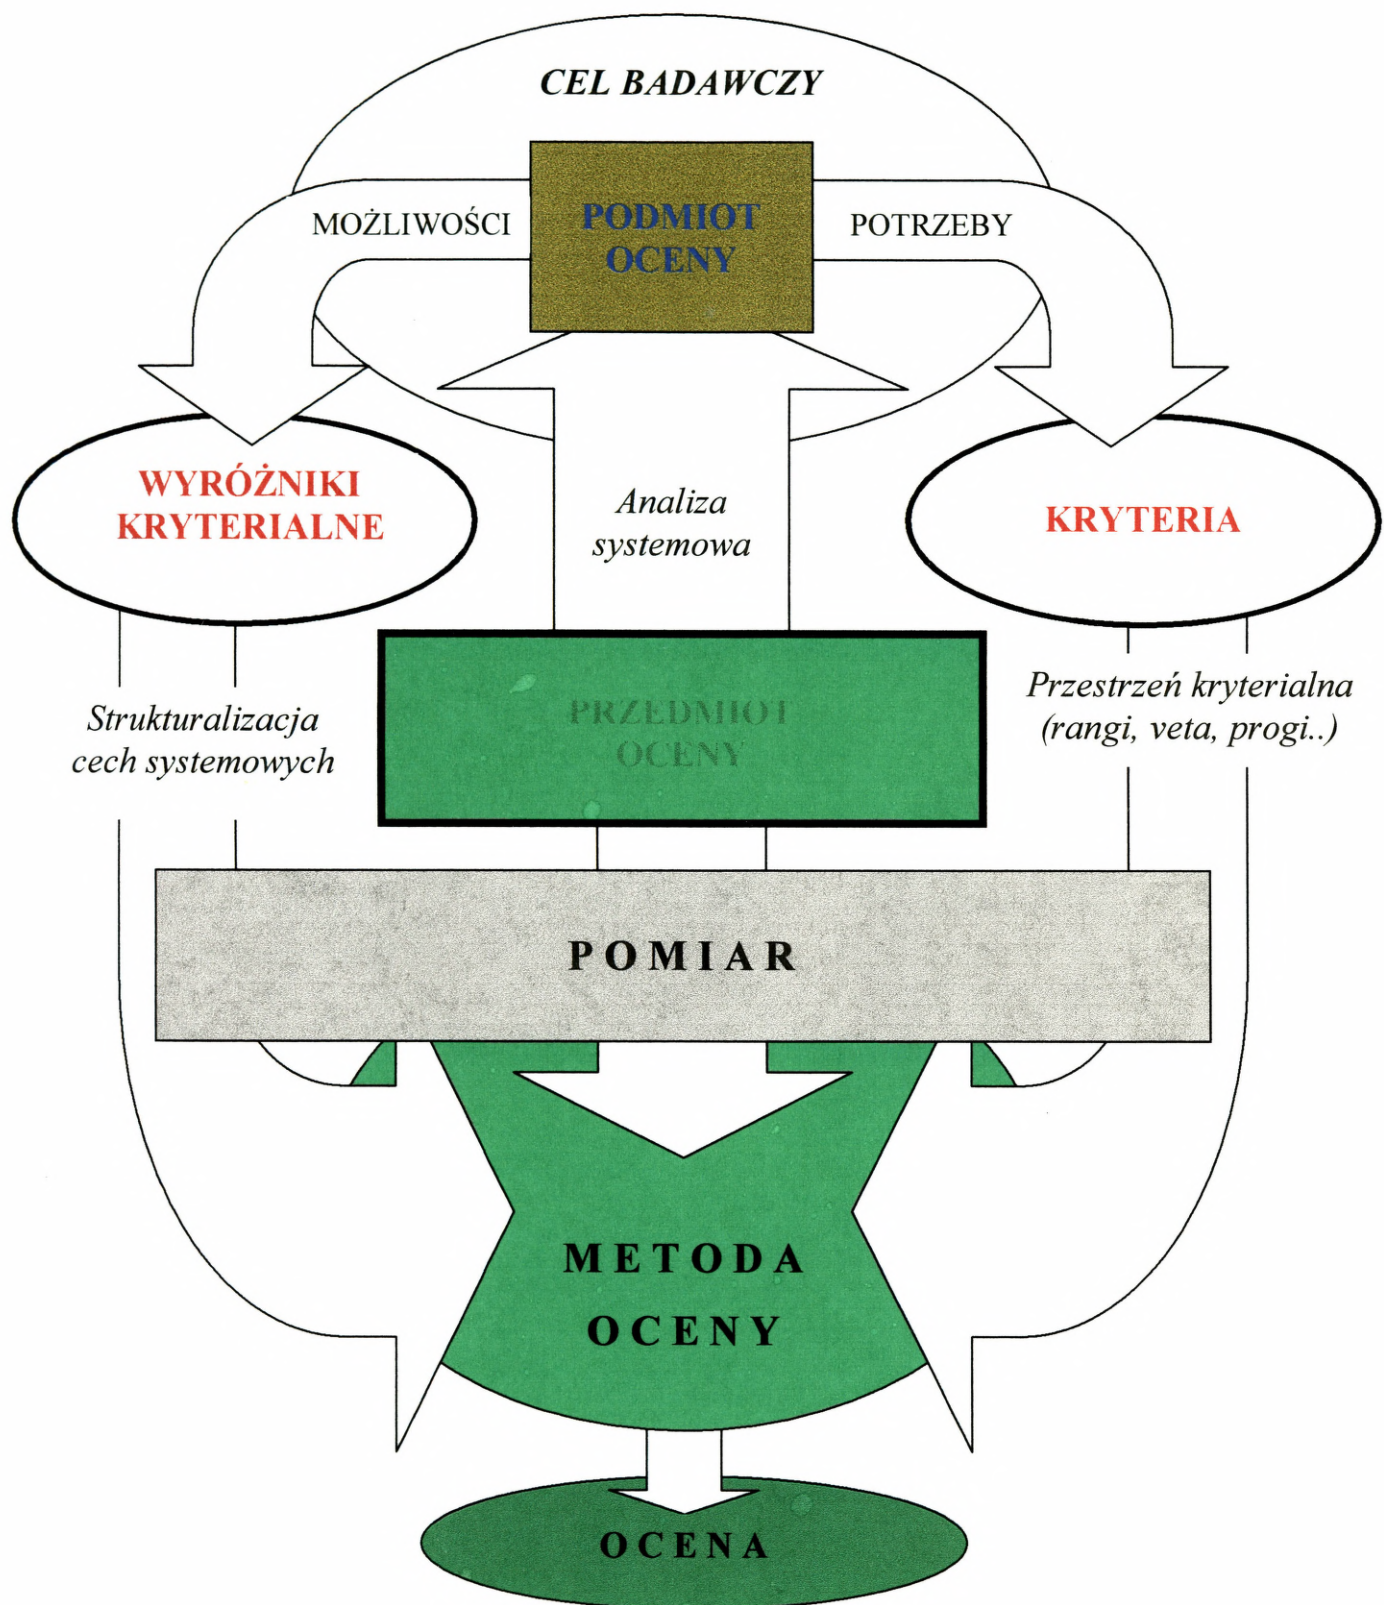 CEL BADAWCZY
MOŻLIWOŚCI
PODMIOT
OCENY
POTRZEBY
WYRÓŻNIKI
KRYTERIALNE
Analiza
systemowa
KRYTERIA
Strukturalizacja
cech systemowych
PRZEDMIOT
OCENY
Przestrzeń kryterialna
(rangi, veta, progi..)
POMIAR
METODA
OCENY
OCENA